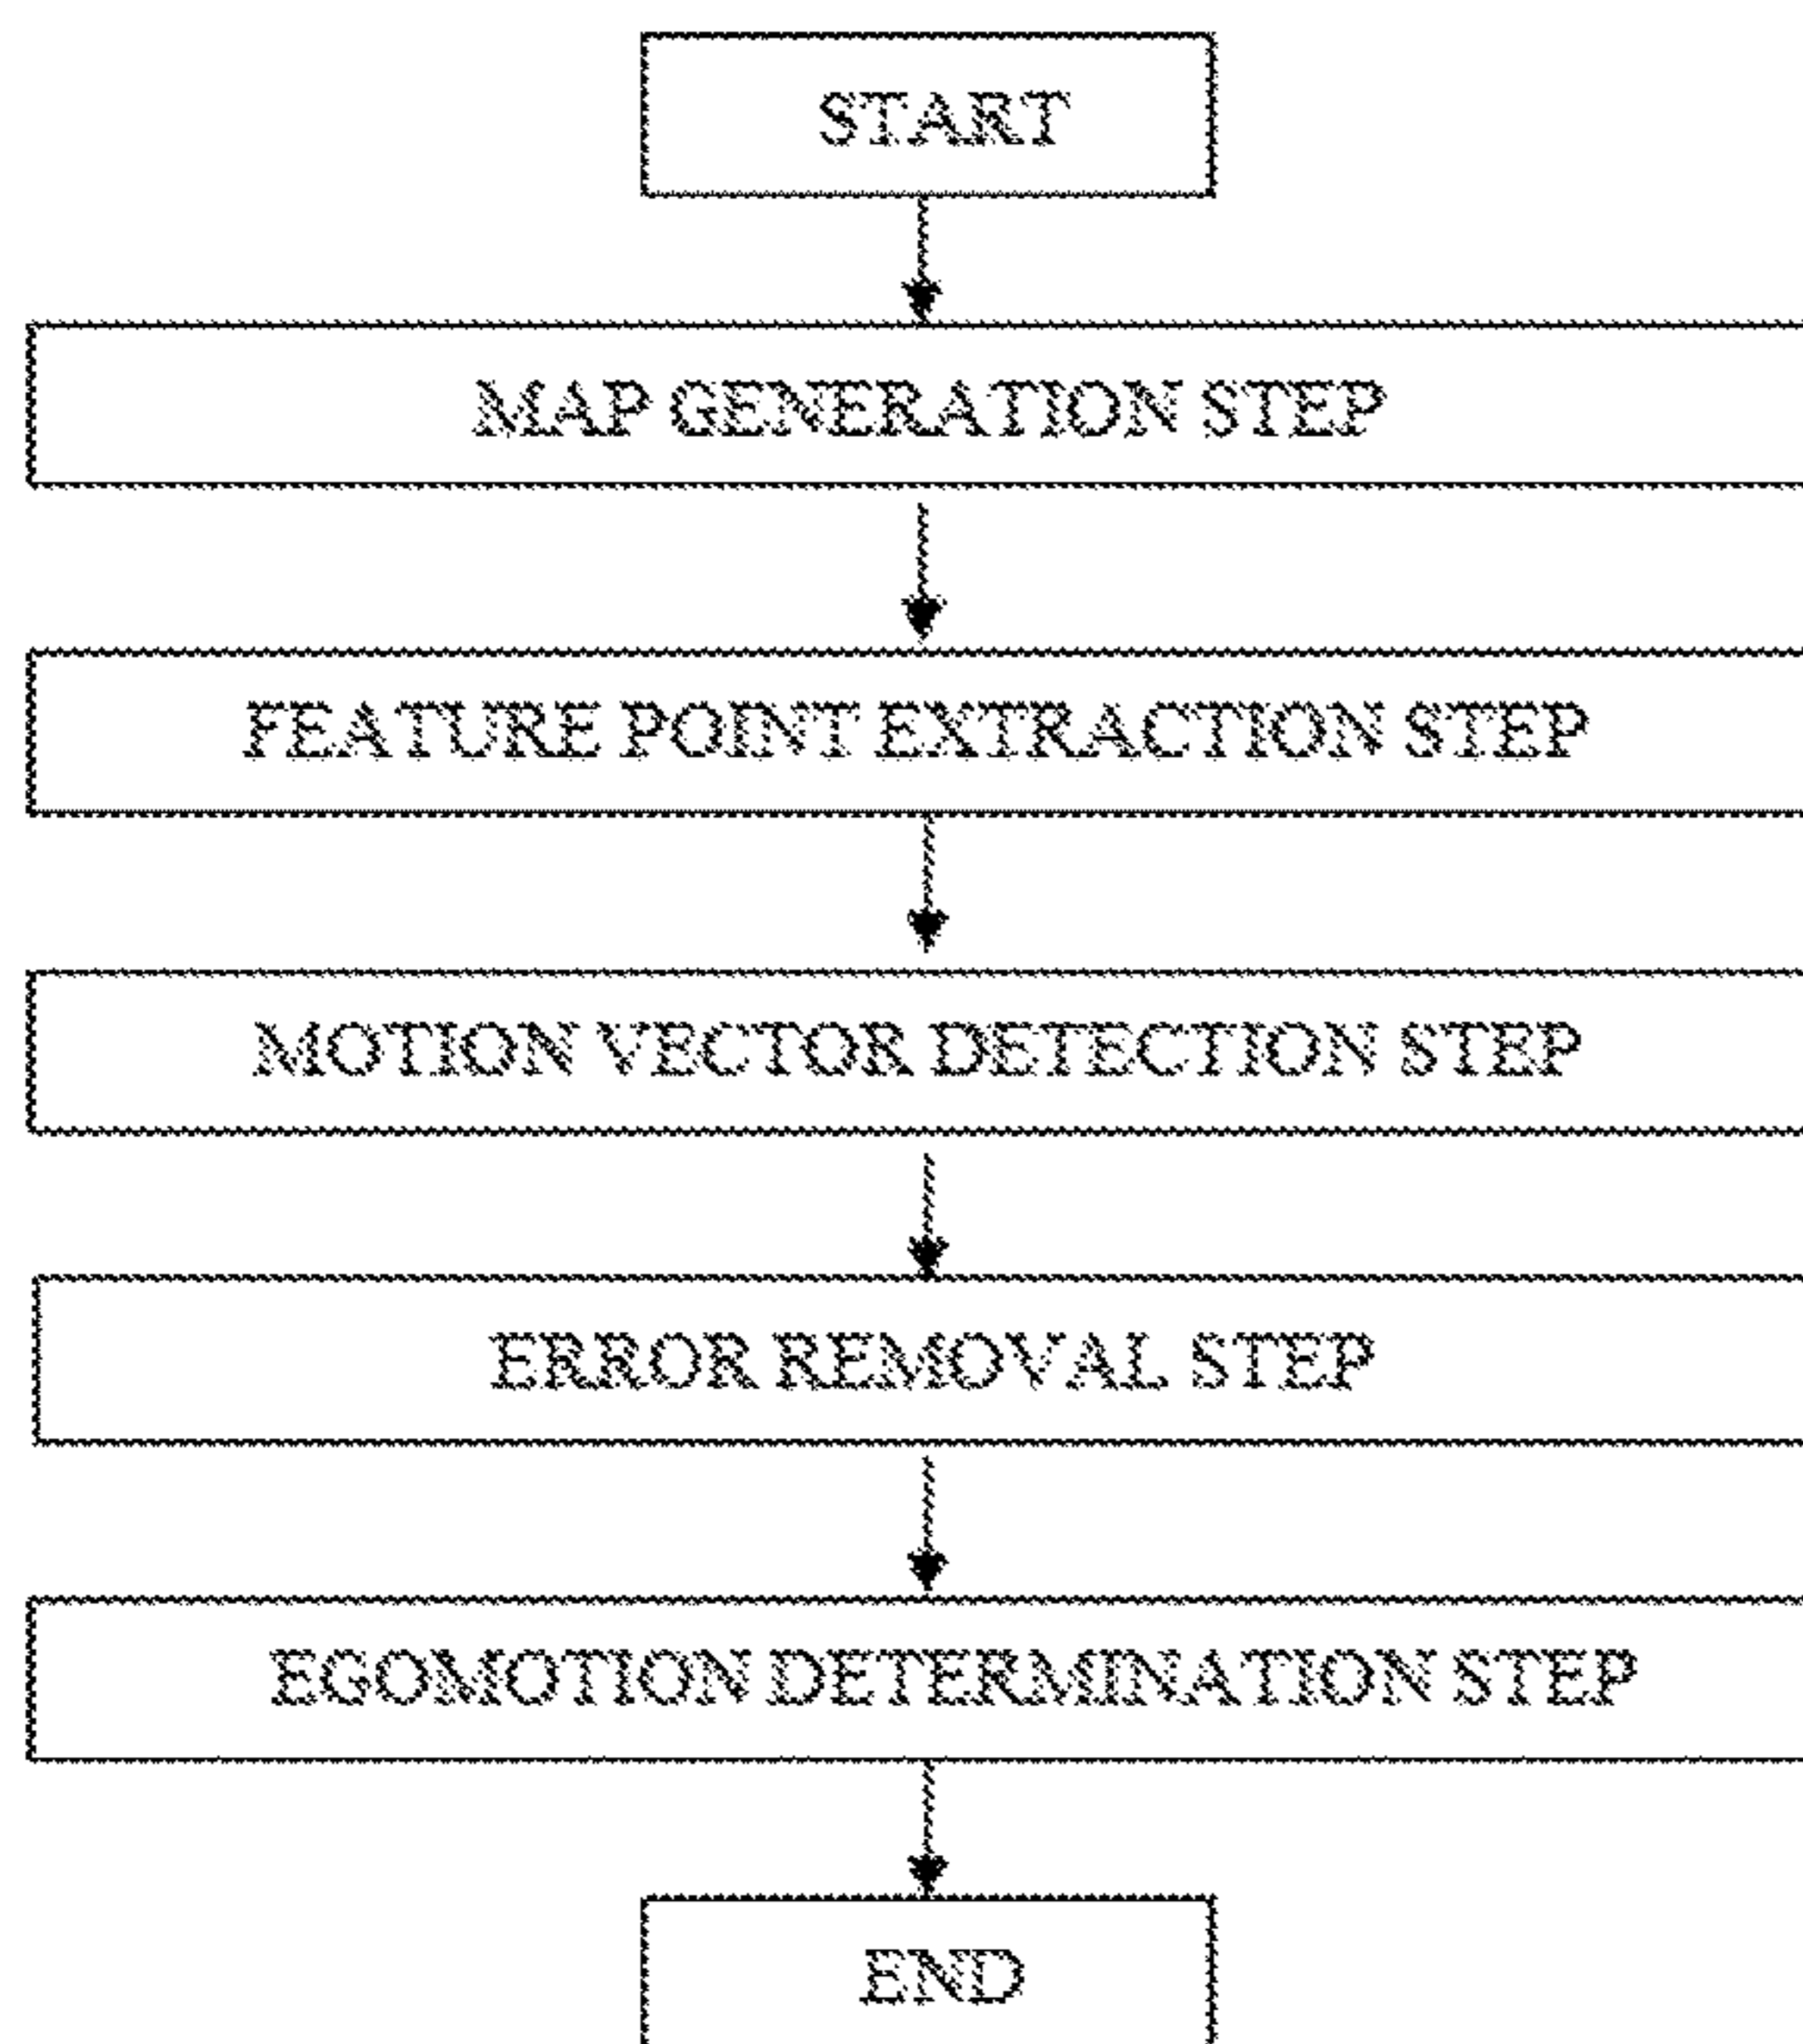 START
MAP GENERATION STEP
FEATURE POINT EXTRACTION STEP
MOTION VECTOR DETECTION STEP
ERROR REMOVAL STEP
EGOMOTION DETERMINATION STEP
END